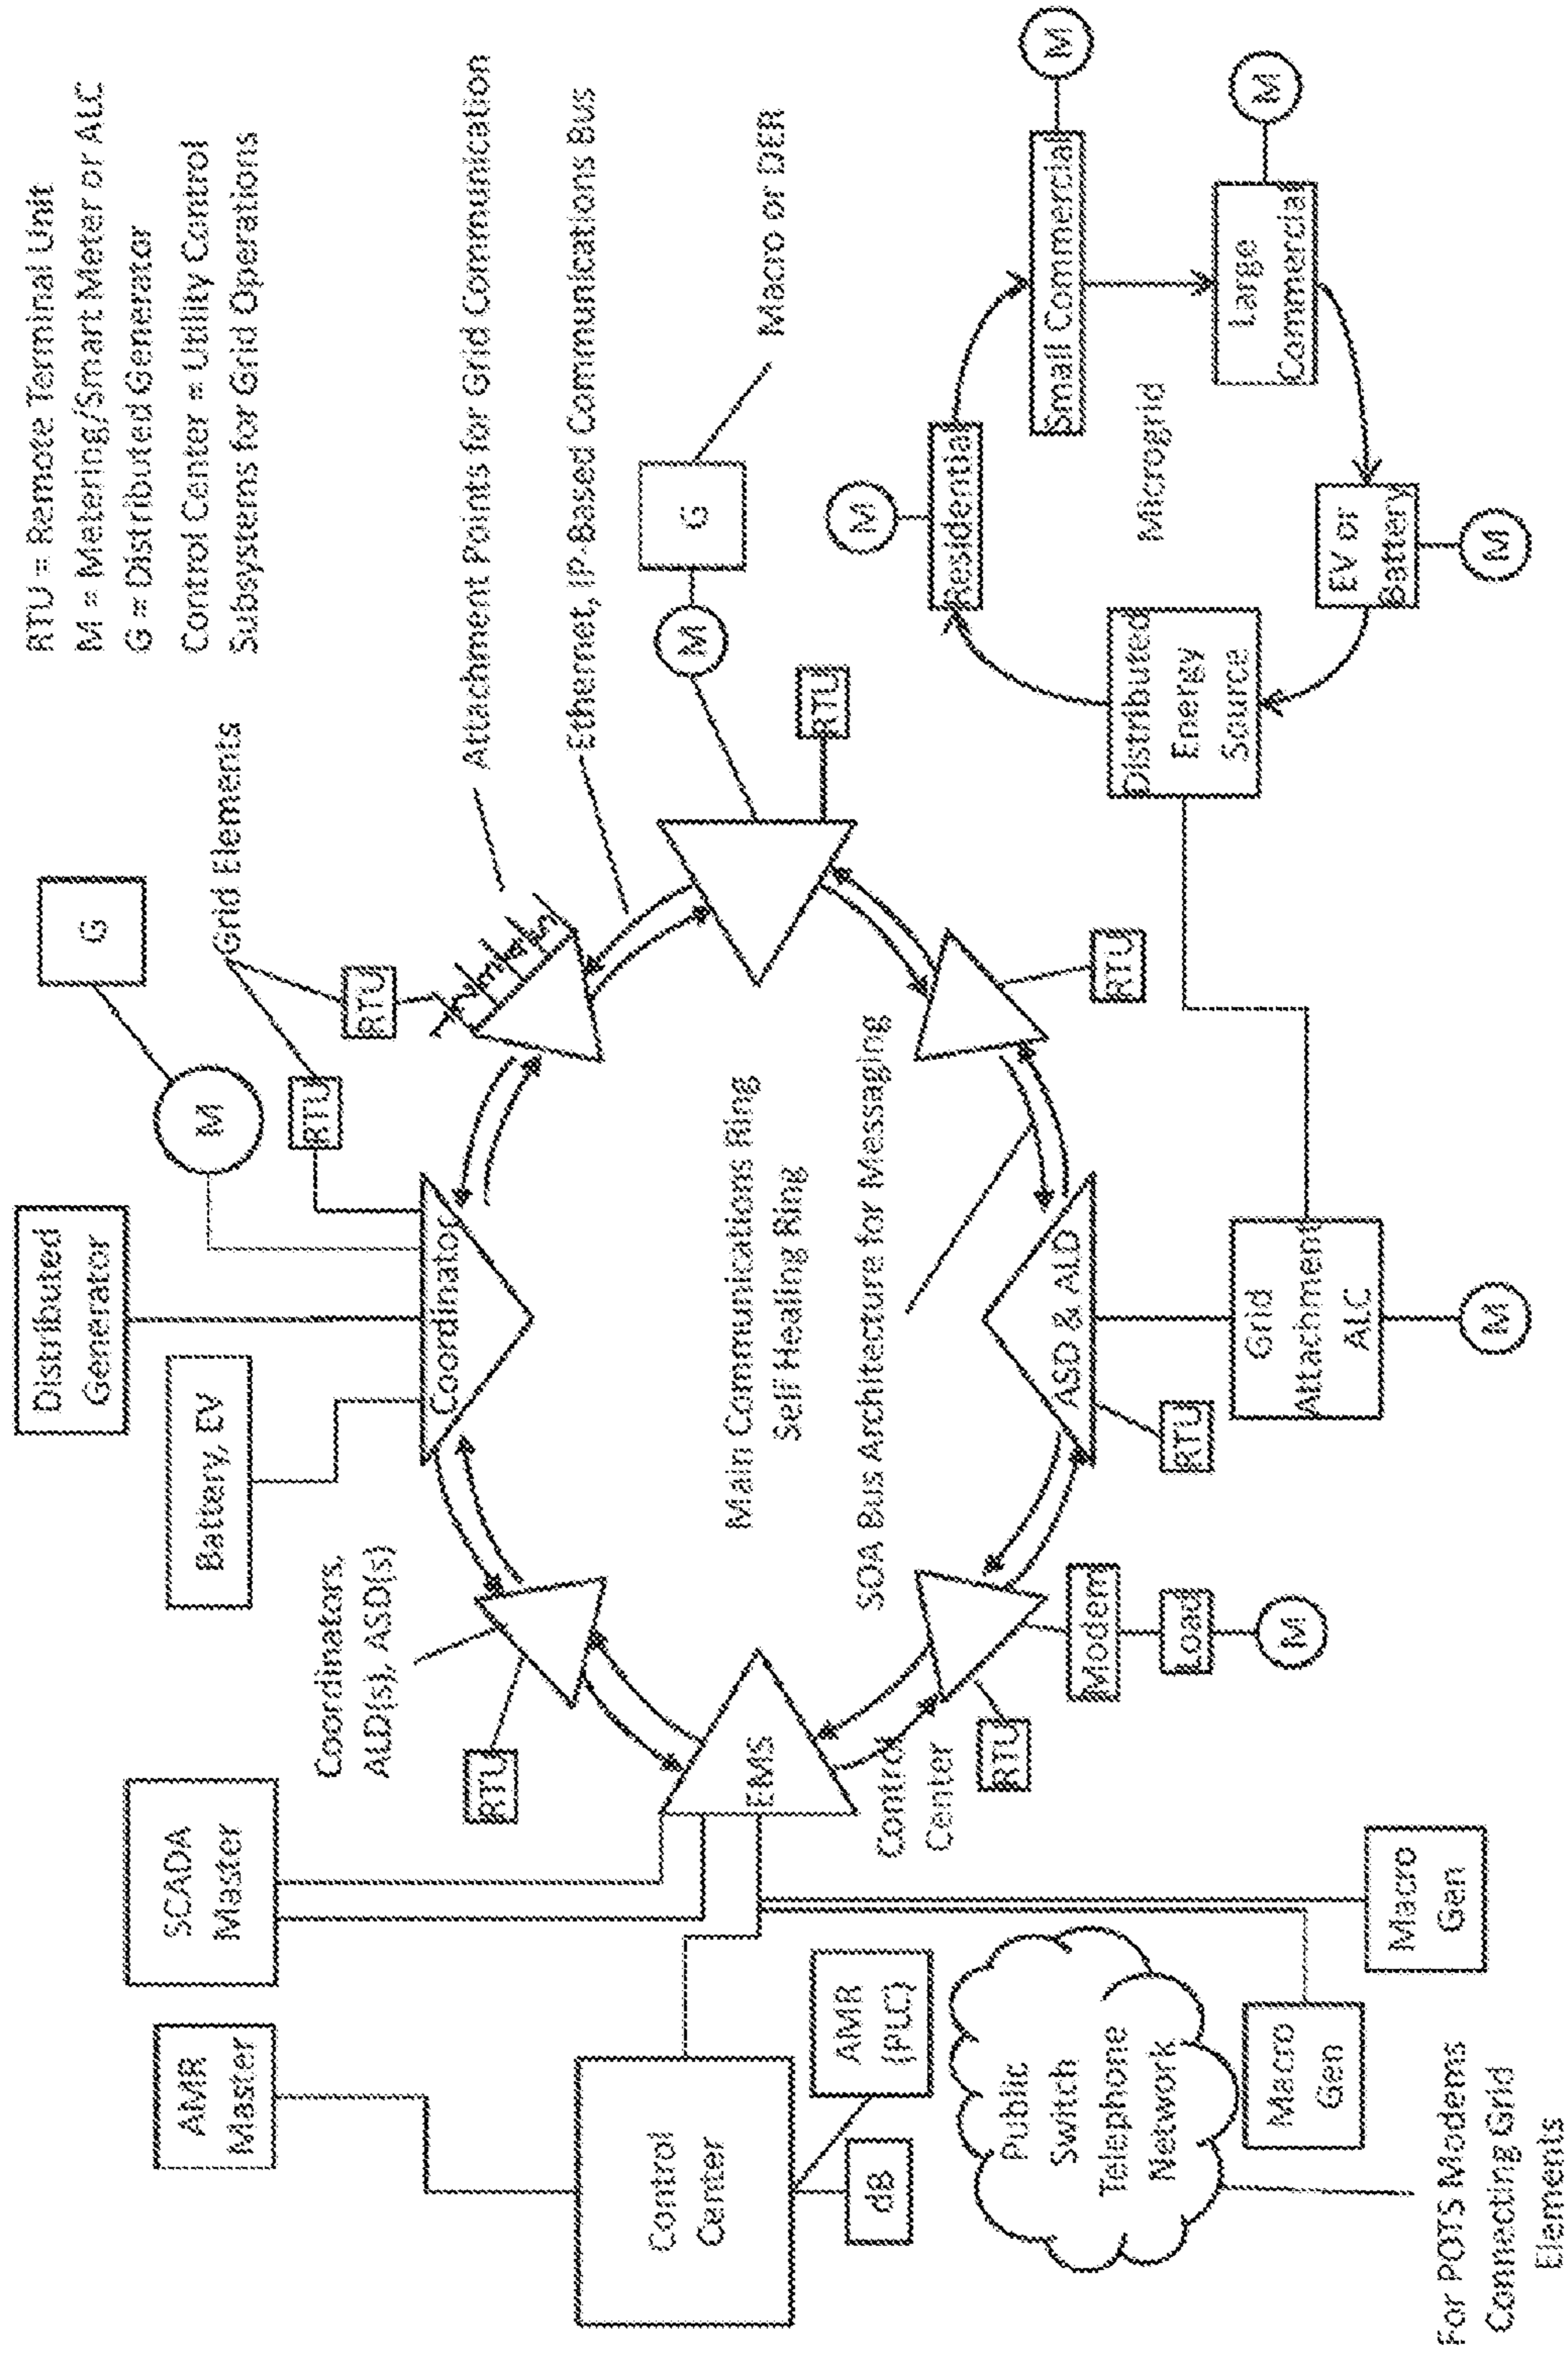 RTU = Remote Terminal Unit
M = Metering/Smart Meter or ALC
G = Distributed Generator
Control Center = Utility Control
Subsystems for Grid Operations
Distributed
Generator
G
Battery, EV
M
Grid Elements
RTU
RTU
AMR
Master
SCADA
Master
Coordinators,
ALD(s), ASD(s)
RTU
Coordinator
Attachment Points for Grid Communication
Ethernet, IP-Based Communications Bus
M
G
Macro or DER
RTU
Control
Center
EMS
Main Communications Ring
Self Healing Ring
SOA Bus Architecture for Messaging
AMR
(PLC)
dB
Control
Center
RTU
Modem
Load
M
ASD & ALD
RTU
RTU
Grid
Attachment
ALC
M
Public
Switch
Telephone
Network
Macro
Gen
Macro
Gen
For POTS Modems
Connecting Grid
Elements
M
Residential
Small Commercial
M
Distributed
Energy
Source
Microgrid
Large
Commercial
M
EV or
Battery
M